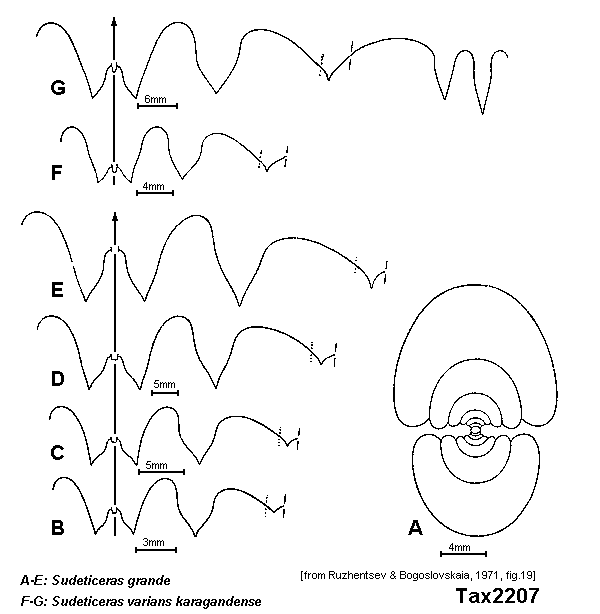 G
6mm
F
4mm
E
D
5mm
C
5mm
B
3mm
A
4mm
A-E: Sudeticeras grande
F-G: Sudeticeras varians karagandense
[from Ruzhentsev & Bogoslovskaia, 1971, fig.19]
Tax2207